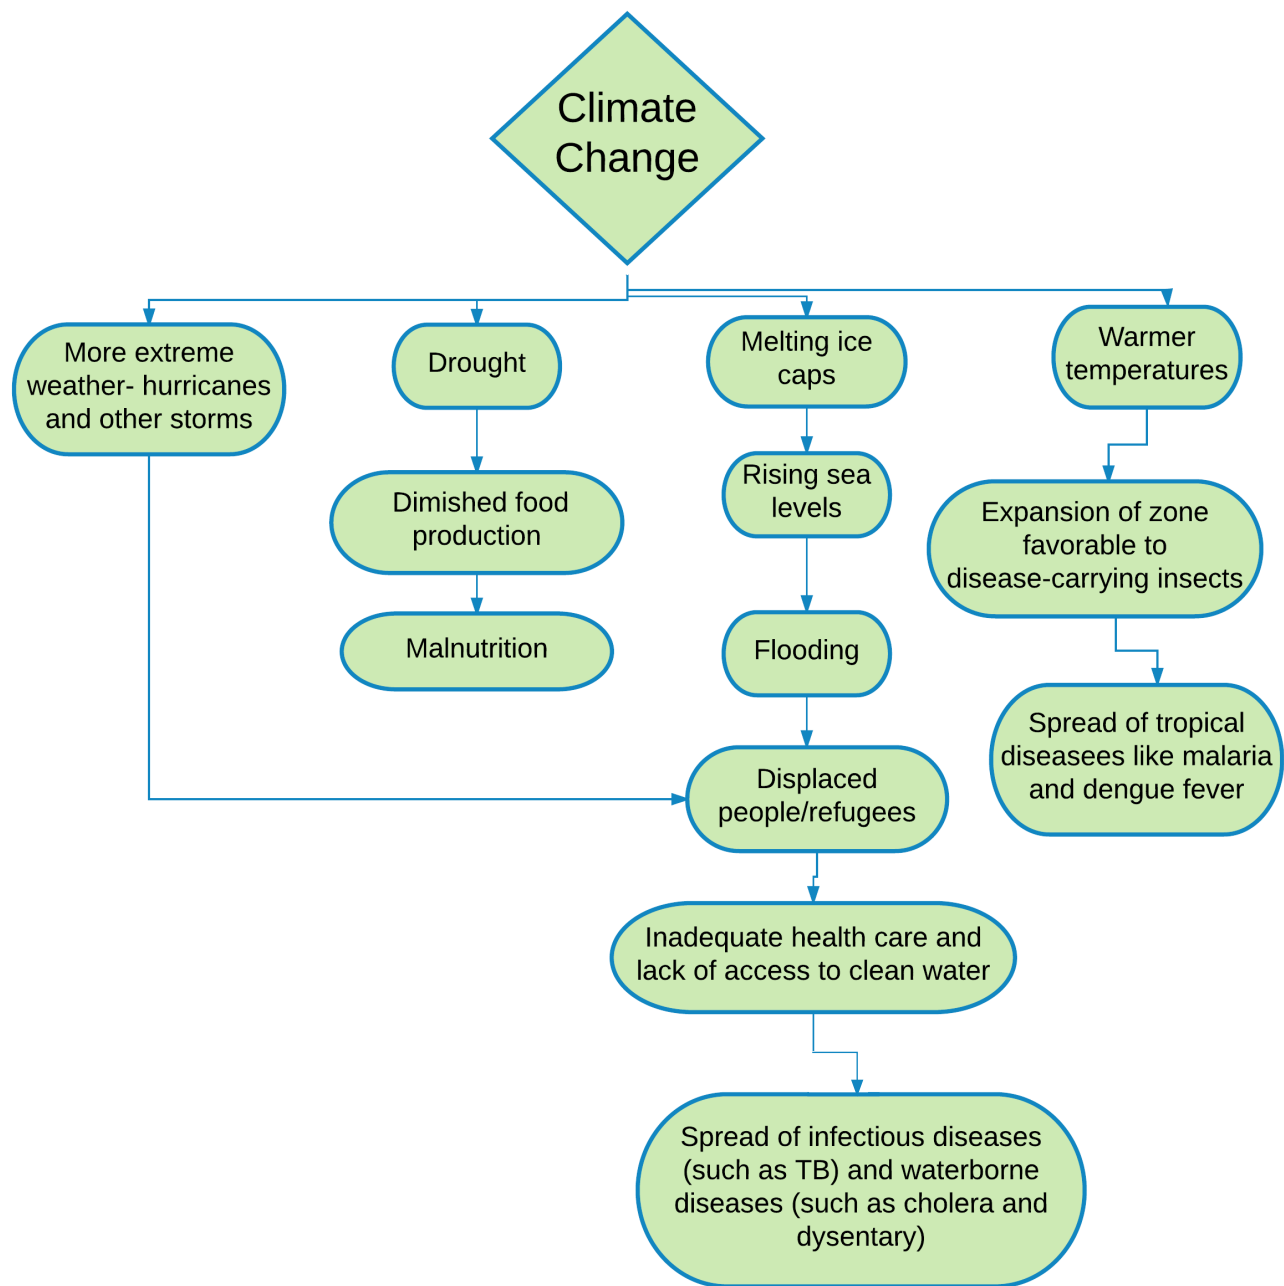 Climate
Change
More extreme
weather- hurricanes
and other storms
Drought
Melting ice
caps
Warmer
temperatures
Dimished food
production
Rising sea
levels
Expansion of zone
favorable to
disease-carrying insects
Malnutrition
Flooding
Spread of tropical
diseasees like malaria
and dengue fever
Displaced
people/refugees
Inadequate health care and
lack of access to clean water
Spread of infectious diseases
(such as TB) and waterborne
diseases (such as cholera and
dysentary)